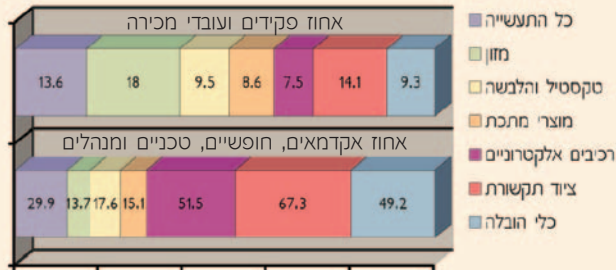 אחוז פקידים ועובדי מכירה
13.6 18 9.5 8.6 7.5 14.1 9.3
אחוז אקדמאים, חופשיים, טכניים ומנהלים
29.9 13.7 17.6 15.1 51.5 67.3 49.2
כל התעשייה
מזון
טקסטיל והלבשה
מוצרי מתכת
רכיבים אלקטרוניים
ציוד תקשורת
כלי הובלה